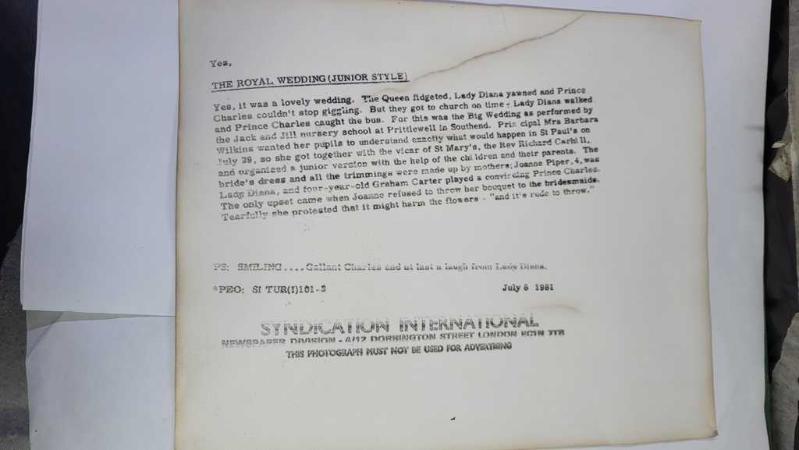 Yes,
THE ROYAL WEDDING (JUNIOR STYLE)
Yes, it was a lovely wedding. The Queen fidgeted, Lady Diana yawned and Prince
Charles couldn't stop giggling. But they got to church on time - Lady Diana walked
and Prince Charles caught the bus. For this was the Big Wedding as performed by
the Jack and Jill nursery school at Prittlewell in Southend. Principal Mrs Barbara
Wilkins wanted her pupils to understand exactly what would happen in St Paul's on
July 29, so she got together with the vicar of St Mary's, the Rev Richard
and organized a junior version with the help of the children and their parents. The
bride's dress and all the trimmings were made up by mothers; Joanne Piper, 4, was
Lady Diana, and four-year-old Graham Carter played a convincing Prince Charles.
The only upset came when Joanne refused to throw her bouquet to the bridesmaids.
Tearfully she protested that it might harm the flowers - "and it's rude to throw."
PS: SMILING....Gallant Charles and at last a laugh from Lady Diana.
*PEO: SI TUR(I)101-3
July 6 1981
SYNDICATION INTERNATIONAL
NEWSPAPER DIVISION - 4/12 DORRINGTON STREET LONDON EC1N 7TB
THIS PHOTOGRAPH MUST NOT BE USED FOR ADVERTISING